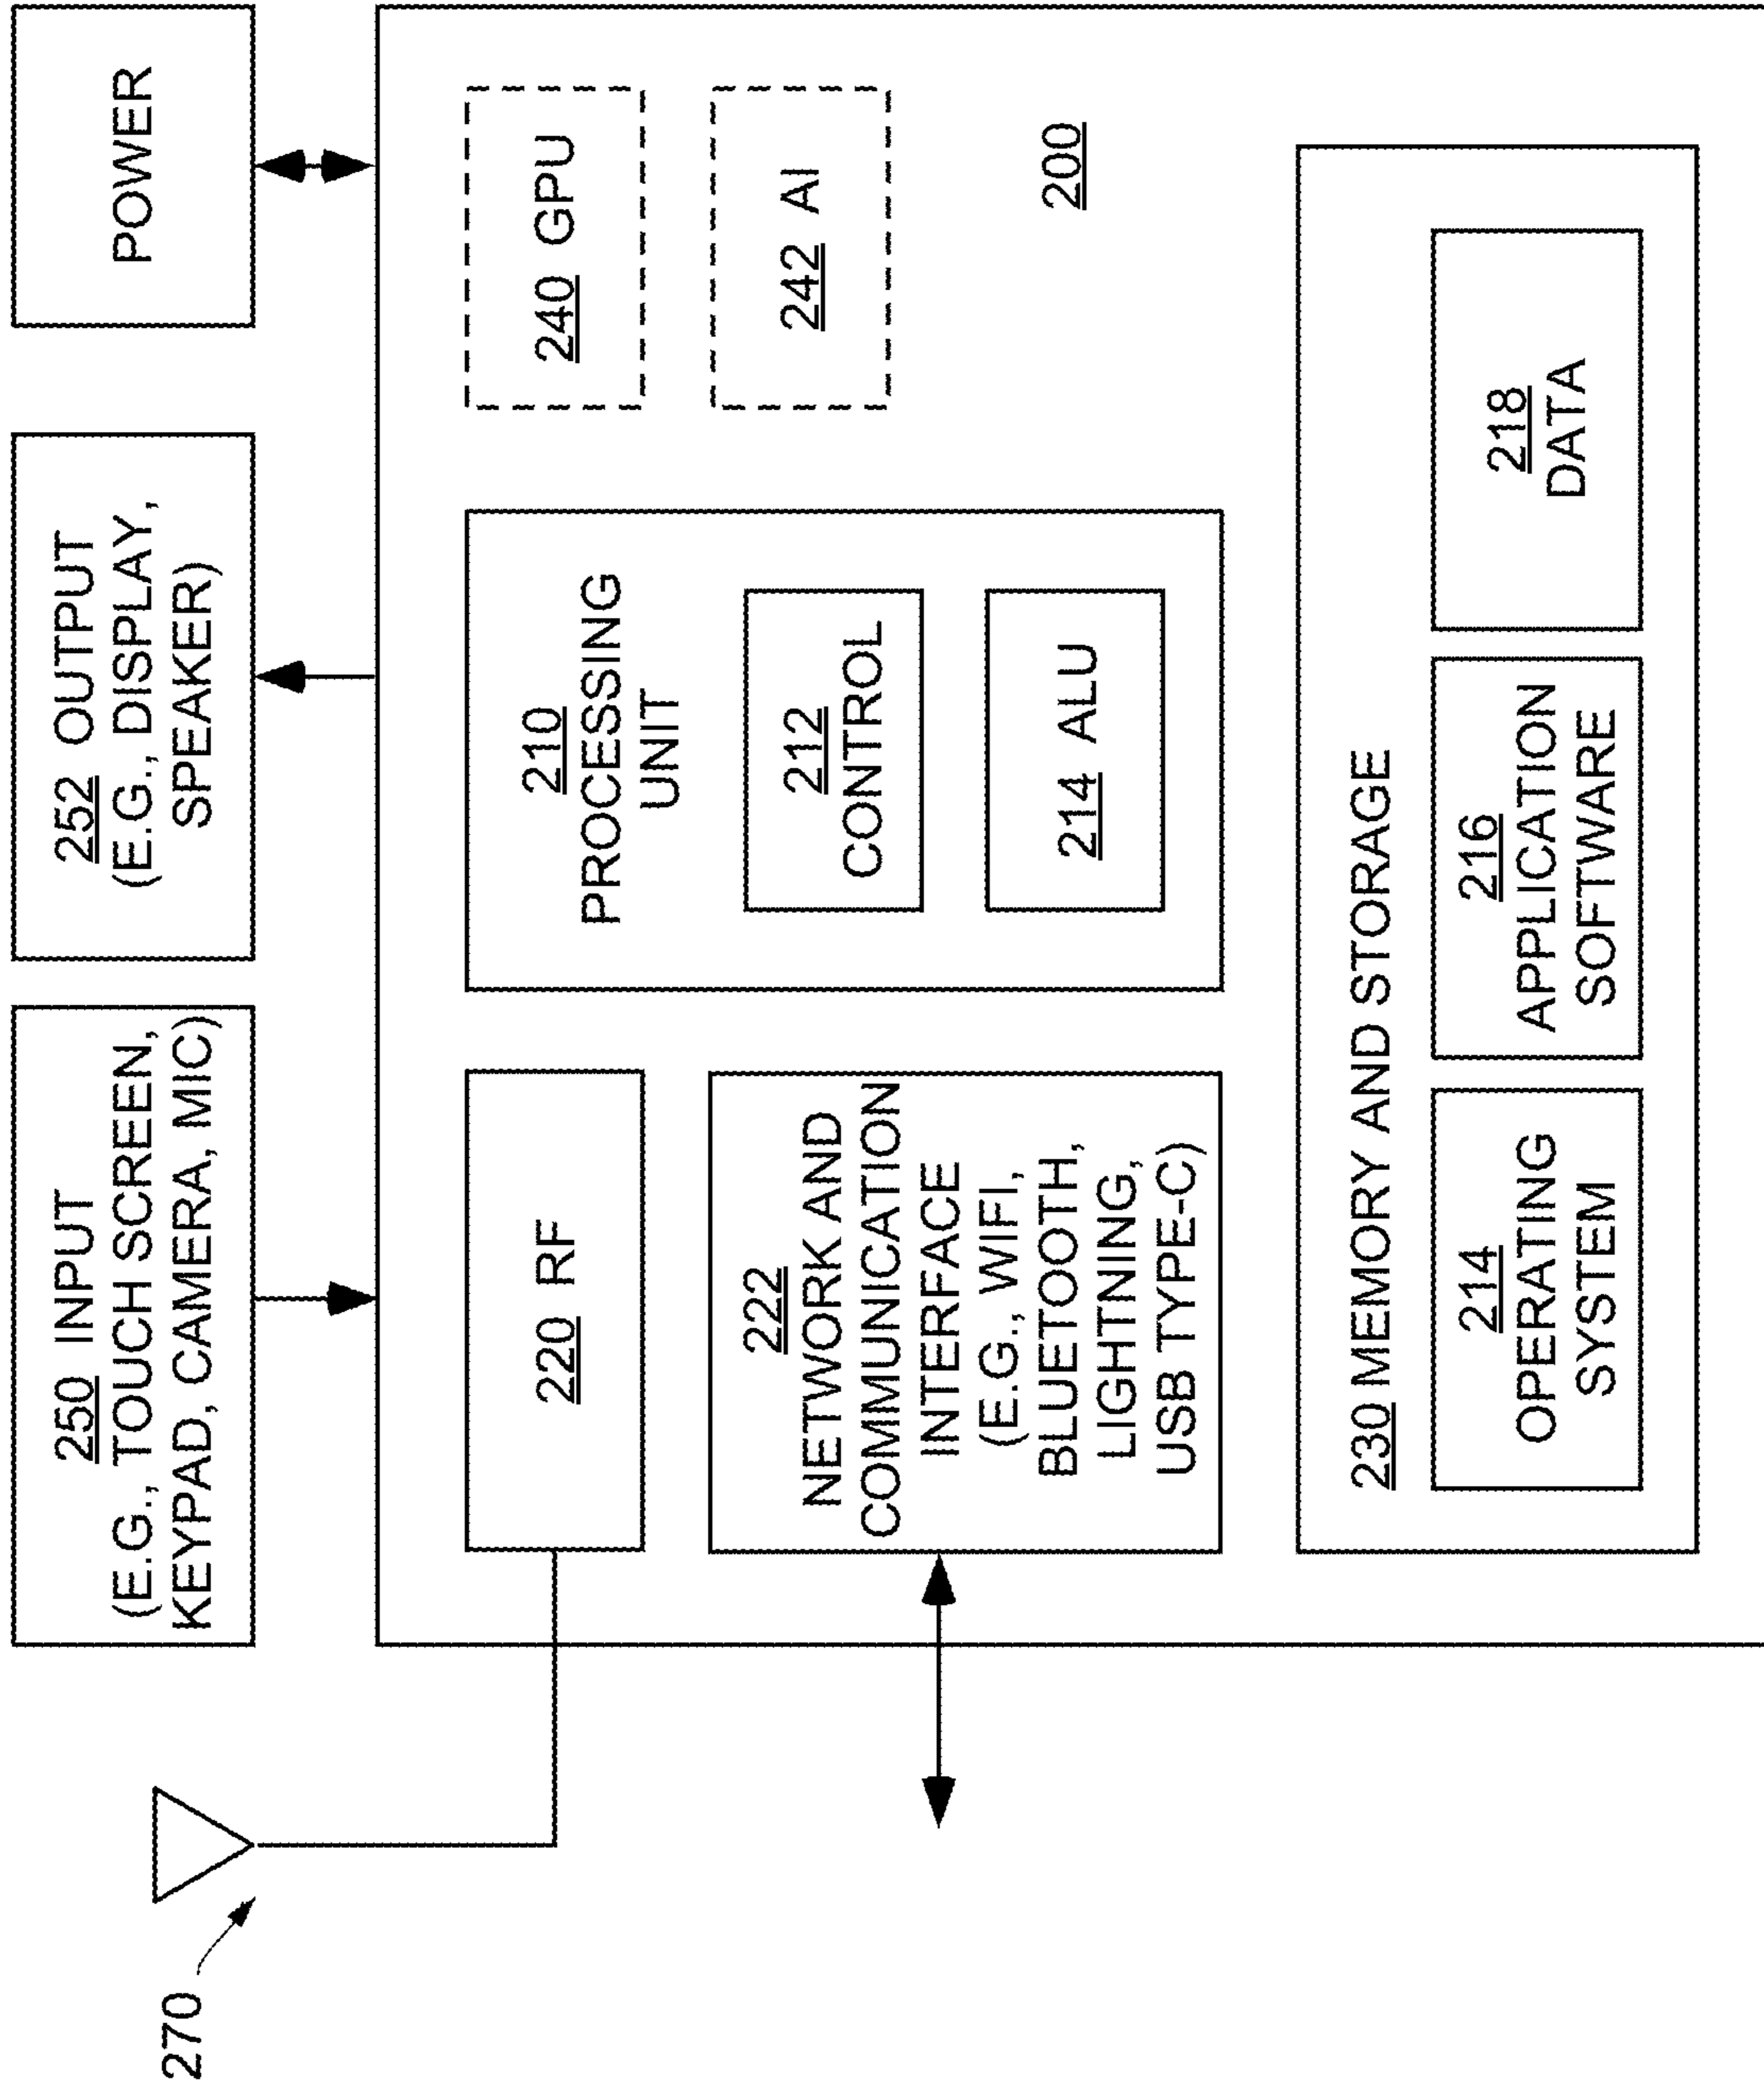 270
250 INPUT
(E.G., TOUCH SCREEN,
KEYPAD, CAMERA, MIC)
252 OUTPUT
(E.G., DISPLAY,
SPEAKER)
POWER
220 RF
222
NETWORK AND
COMMUNICATION
INTERFACE
(E.G., WIFI,
BLUETOOTH,
LIGHTNING,
USB TYPE-C)
210
PROCESSING
UNIT
212
CONTROL
214 ALU
240 GPU
242 AI
200
230 MEMORY AND STORAGE
214
OPERATING
SYSTEM
216
APPLICATION
SOFTWARE
218
DATA